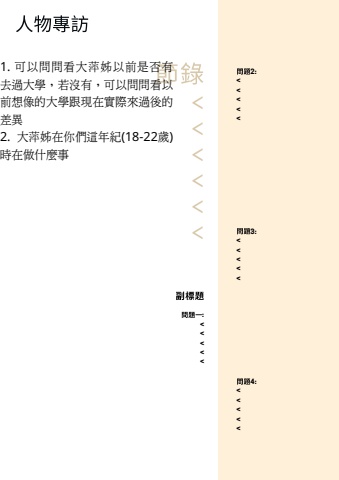 人物專訪
節錄
1. 可以問問看大萍姊以前是否有
去過大學，若沒有，可以問問看以
前想像的大學跟現在實際來過後的
差異
2. 大萍姊在你們這年紀(18-22歲)
時在做什麼事
<
<
<
<
<
<
副標題
問題一:
<
<
<
<
<
問題2:
<
<
<
<
<
問題3:
<
<
<
<
<
問題4:
<
<
<
<
<